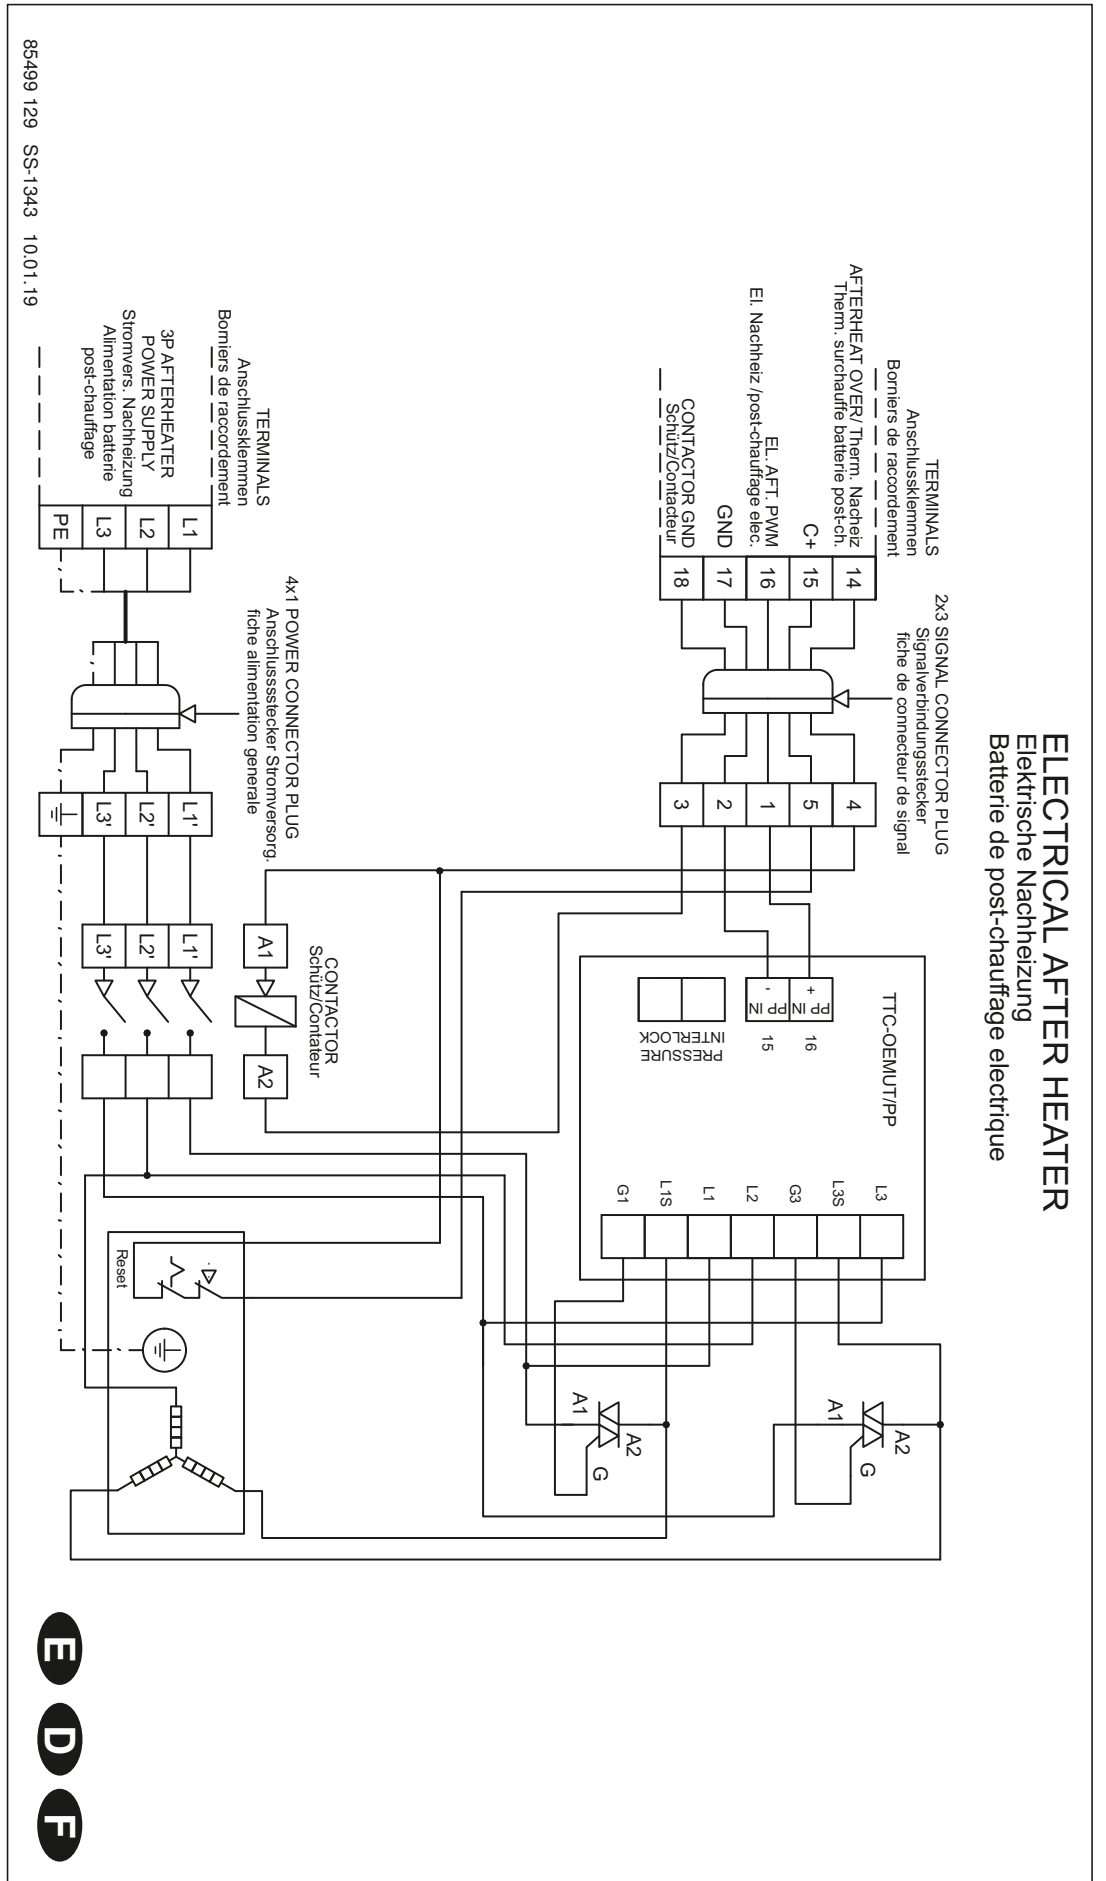 ELECTRICAL AFTER HEATER
Elektrische Nachheizung
Batterie de post-chauffage electrique
TERMINALS
Anschlussklemmen
Borniers de raccordement
AFTERHEAT OVER/ Therm. Nacheiz
Therm. surchauffe batterie post-ch.
C+
EL. AFT. PWM
El. Nachheiz /post-chauffage elec.
GND
CONTACTOR GND
Schütz/Contacteur
14
15
16
17
18
2x3 SIGNAL CONNECTOR PLUG
Signalverbindungsstecker
fiche de connecteur de signal
4
5
1
2
3
TTC-OEMUT/PP
+
PP IN
16
-
PP IN
15
PRESSURE
INTERLOCK
L3
L3S
G3
L2
L1
L1S
G1
A1
A2
G
A1
A2
G
TERMINALS
Anschlussklemmen
Borniers de raccordement
3P AFTERHEATER
POWER SUPPLY
Stromvers. Nachheizung
Alimentation batterie
post-chauffage
L1
L2
L3
PE
4x1 POWER CONNECTOR PLUG
Anschlussstecker Stromversorg.
fiche alimentation generale
L1'
L2'
L3'
CONTACTOR
Schütz/Contateur
A1
A2
L1'
L2'
L3'
Reset
85499 129 SS-1343 10.01.19
E D F